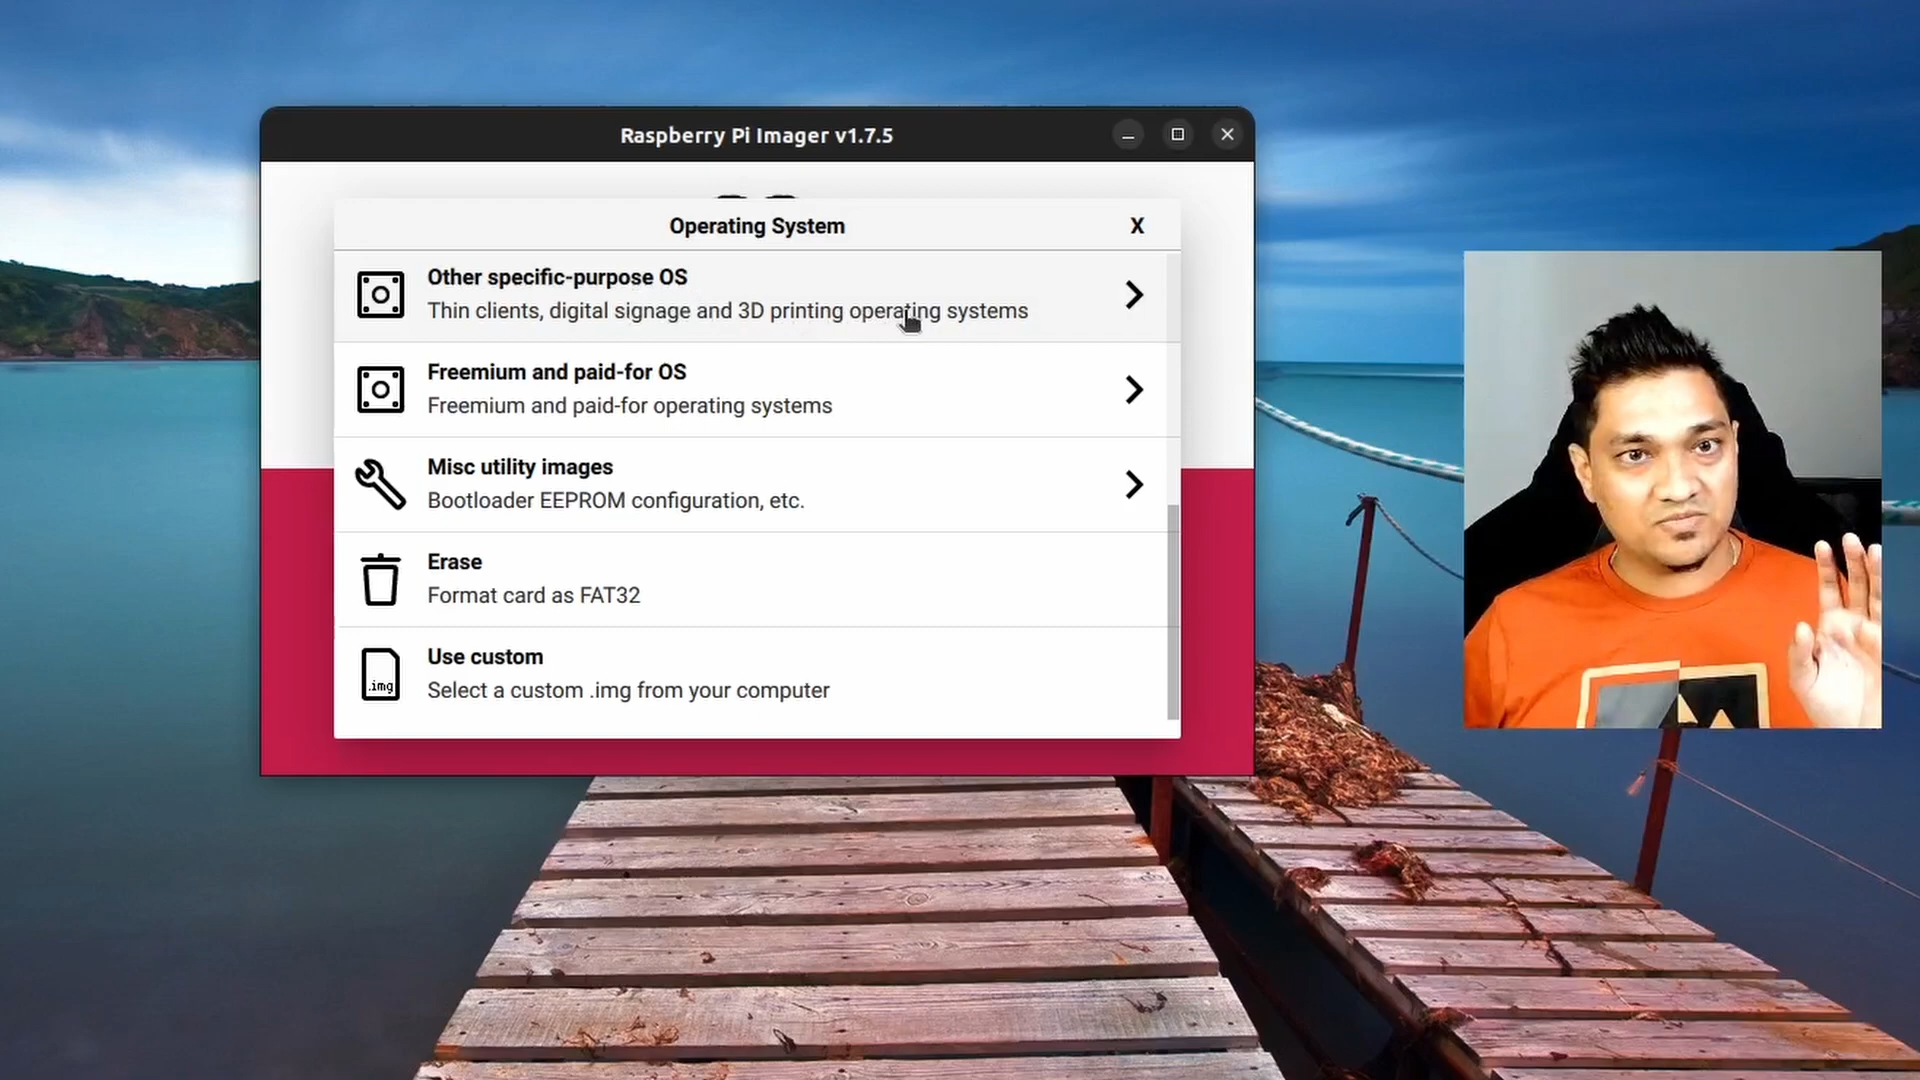 Raspberry Pi Imager v1.7.5
Operating System
X
Other specific-purpose OS
Thin clients, digital signage and 3D printing operating systems
Freemium and paid-for OS
Freemium and paid-for operating systems
Misc utility images
Bootloader EEPROM configuration, etc.
Erase
Format card as FAT32
Use custom
.img
Select a custom .img from your computer